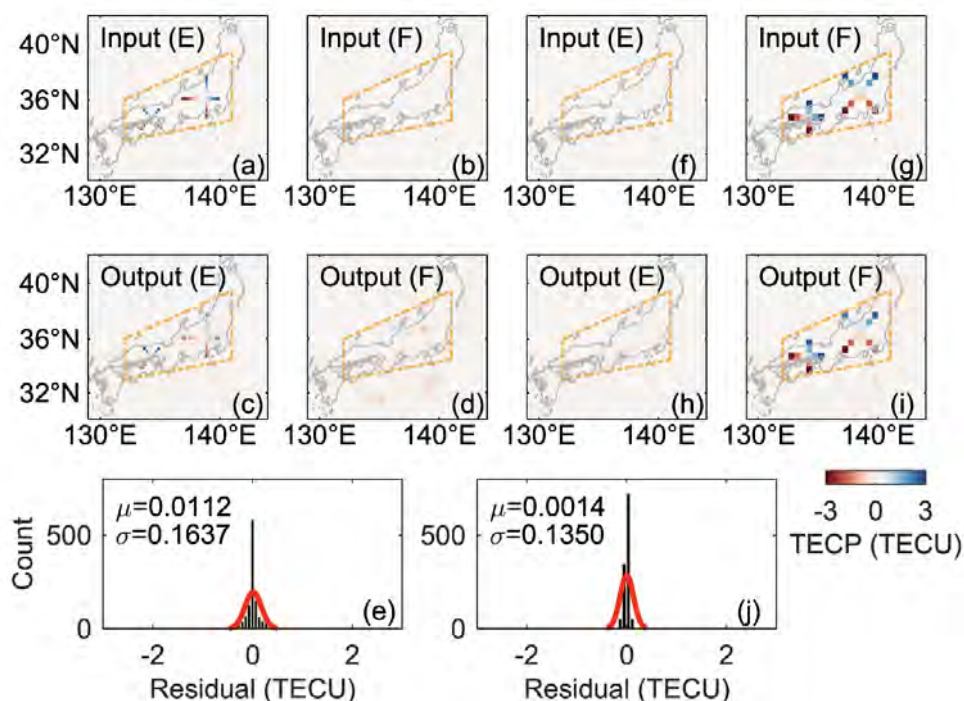 40°N
36°N
32°N
Input (E)
(a)
Input (F)
(b)
Input (E)
(f)
Input (F)
(g)
130°E 140°E
130°E 140°E
130°E 140°E
130°E 140°E
40°N
36°N
32°N
Output (E)
(c)
Output (F)
(d)
Output (E)
(h)
Output (F)
(i)
130°E 140°E
130°E 140°E
130°E 140°E
130°E 140°E
Count
500
0
μ=0.0112
σ=0.1637
(e)
-2 0 2
Residual (TECU)
500
0
μ=0.0014
σ=0.1350
(j)
-2 0 2
Residual (TECU)
-3 0 3
TECP (TECU)